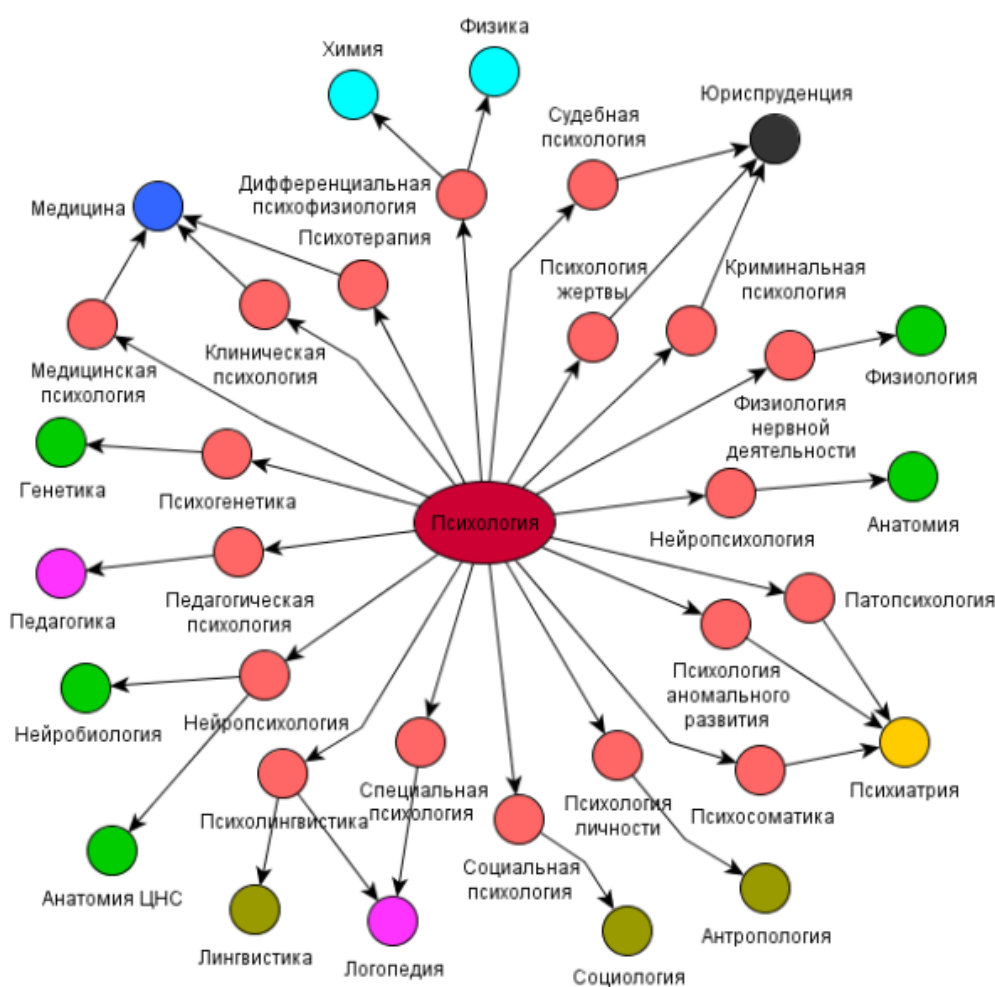 Физика
Химия
Юриспруденция
Судебная
психология
Дифференциальная
психофизиология
Медицина
Психотерапия
Психология
жертвы
Криминальная
психология
Клиническая
психология
Медицинская
психология
Физиология
Физиология
нервной
деятельности
Генетика
Психогенетика
Психология
Нейропсихология
Анатомия
Педагогика
Педагогическая
психология
Патопсихология
Психология
аномального
развития
Нейробиология
Нейропсихология
Психиатрия
Специальная
психология
Психолингвистика
Психология
личности
Психосоматика
Социальная
психология
Анатомия ЦНС
Антропология
Лингвистика
Логопедия
Социология